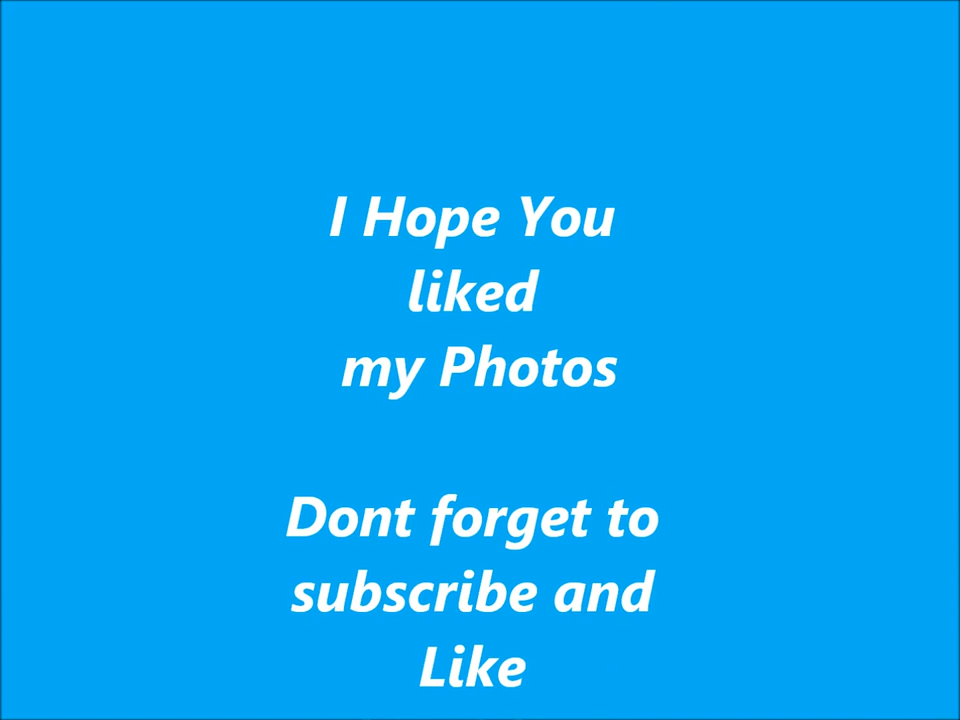 I Hope You
liked
my Photos
Dont forget to
subscribe and
Like